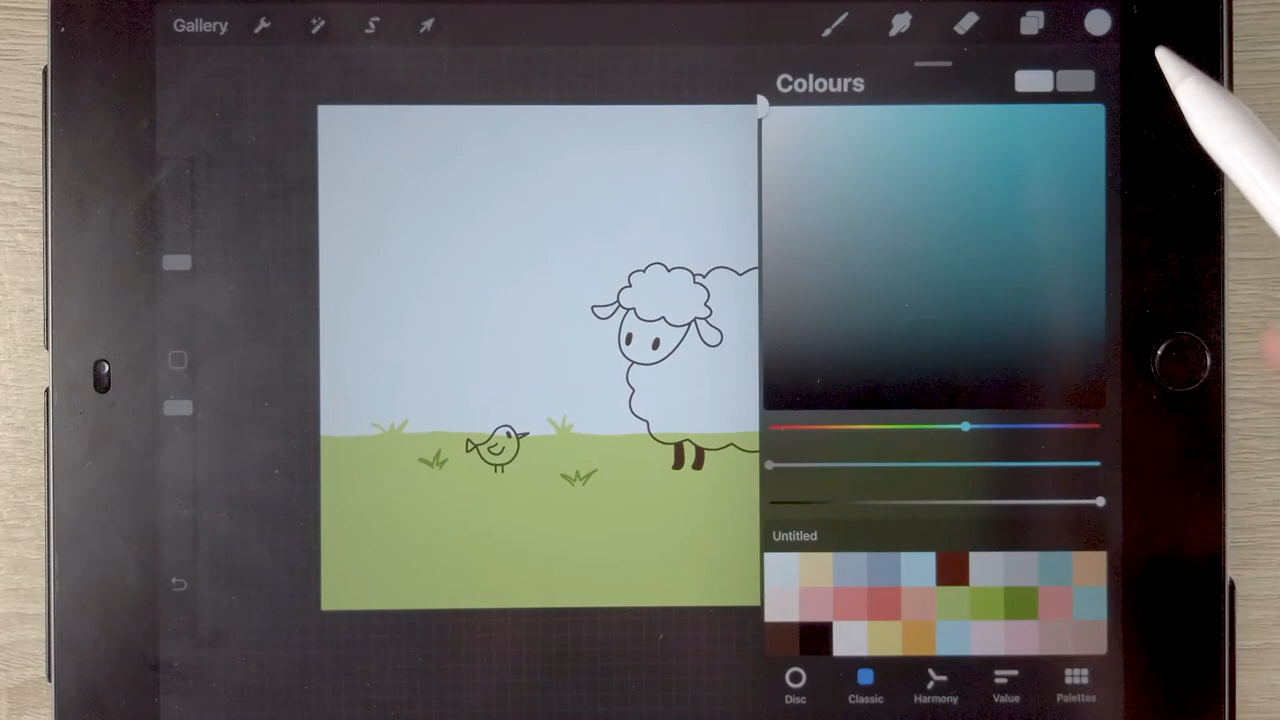 Gallery
Colours
Untitled
Disc
Classic
Harmony
Value
Palettes